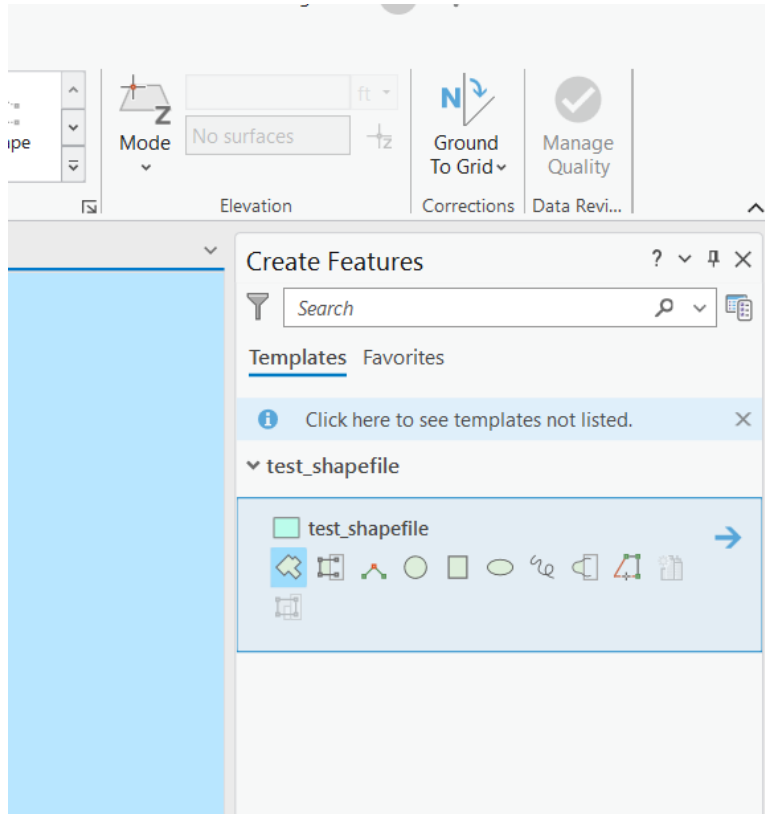 ft
No surfaces
Z
Mode
Elevation
N
Ground
To Grid
Corrections
Manage
Quality
Data Revi...
Create Features
?
Search
Templates Favorites
Click here to see templates not listed.
test_shapefile
test_shapefile